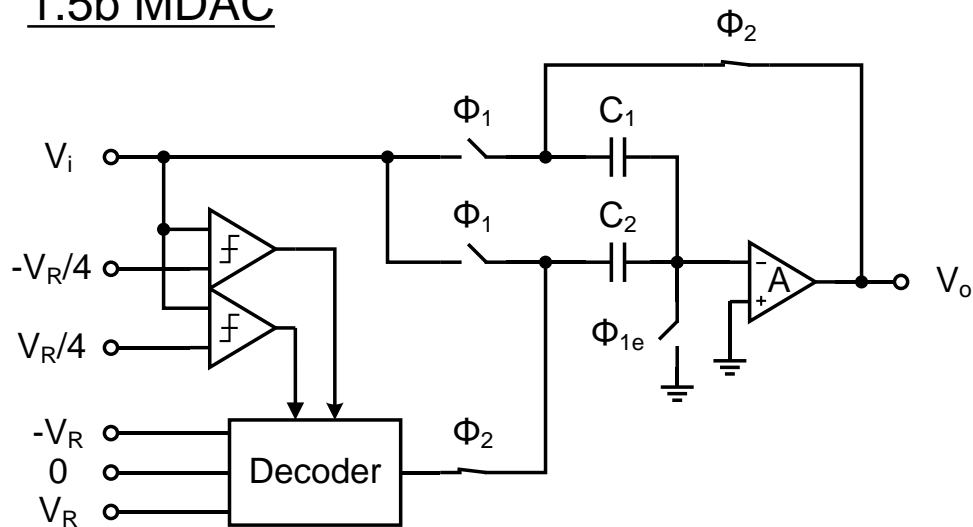 1.5b MDAC
Φ2
Φ1
C1
Vi
Φ1
C2
-VR/4
A
Vo
VR/4
Φ1e
-VR
Φ2
0
Decoder
VR